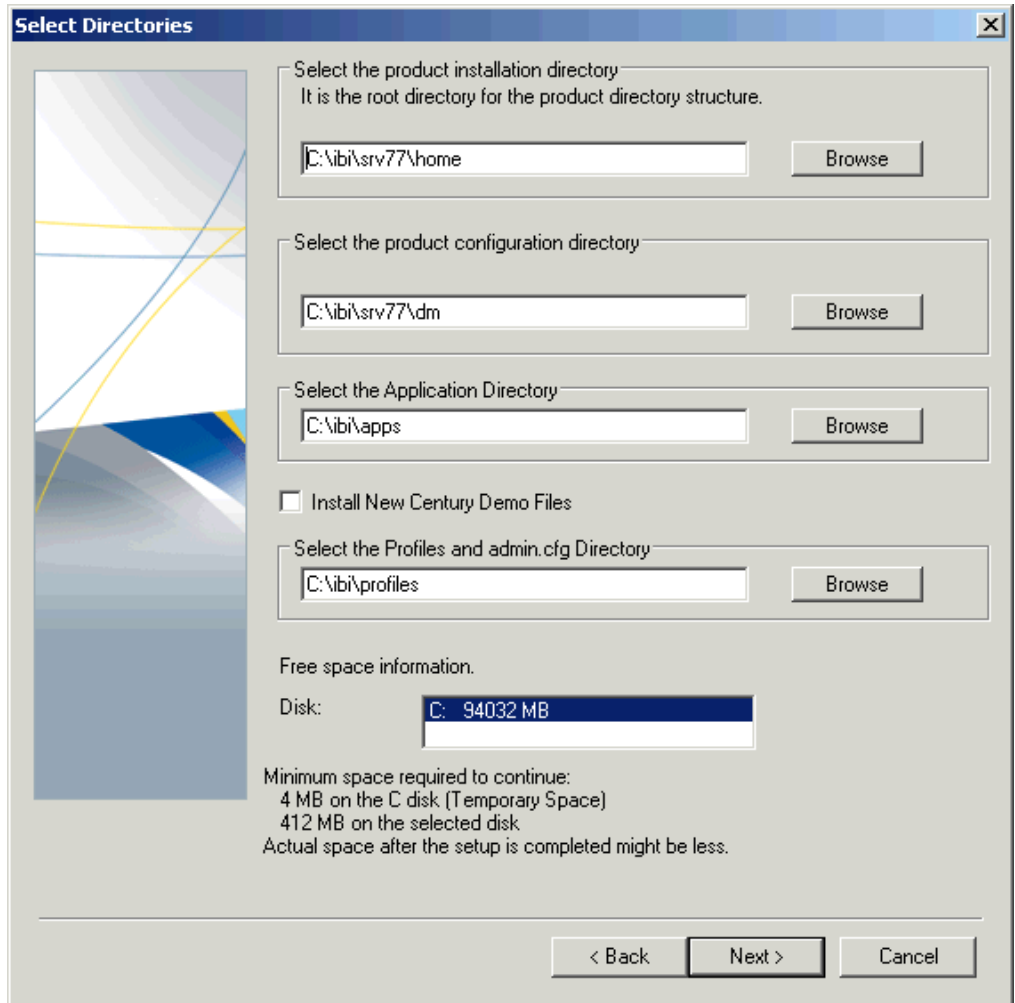 Select Directories
Select the product installation directory
It is the root directory for the product directory structure.
C:\ibi\srv77\home
Browse
Select the product configuration directory
C:\ibi\srv77\dm
Browse
Select the Application Directory
C:\ibi\apps
Browse
Install New Century Demo Files
Select the Profiles and admin.cfg Directory
C:\ibi\profiles
Browse
Free space information.
Disk:
C: 94032 MB
Minimum space required to continue:
4 MB on the C disk (Temporary Space)
412 MB on the selected disk
Actual space after the setup is completed might be less.
< Back
Next >
Cancel